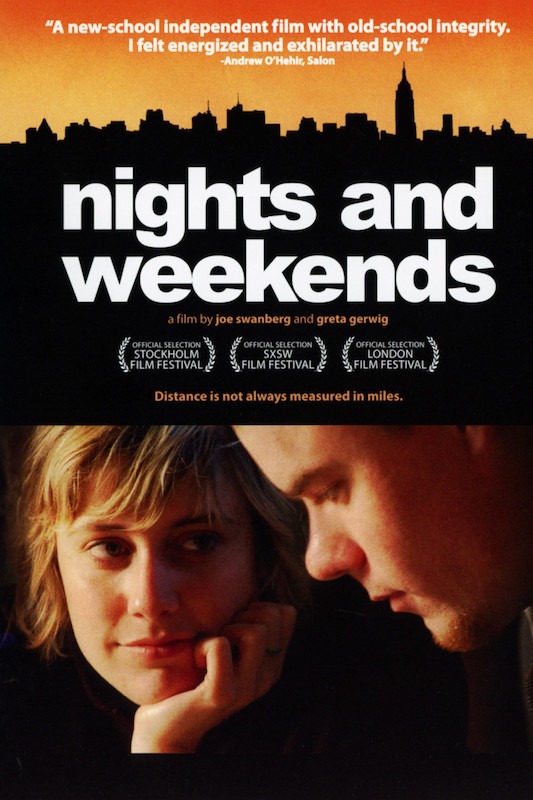 “A new-school independent film with old-school integrity.
I felt energized and exhilarated by it.”
-Andrew O'Hehir, Salon
nights and
weekends
a film by joe swanberg and greta gerwig
OFFICIAL SELECTION
STOCKHOLM
FILM FESTIVAL
OFFICIAL SELECTION
SXSW
FILM FESTIVAL
OFFICIAL SELECTION
LONDON
FILM FESTIVAL
Distance is not always measured in miles.